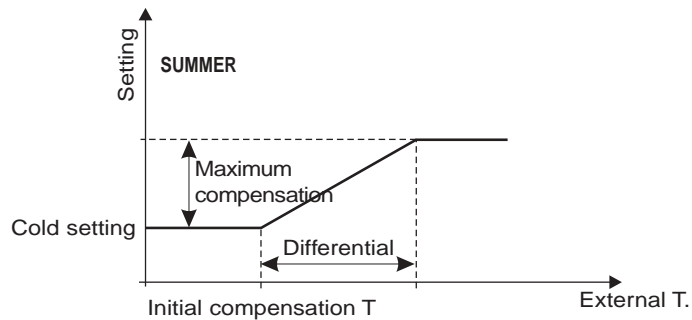 Setting
SUMMER
Maximum
compensation
Cold setting
Differential
Initial compensation T
External T.